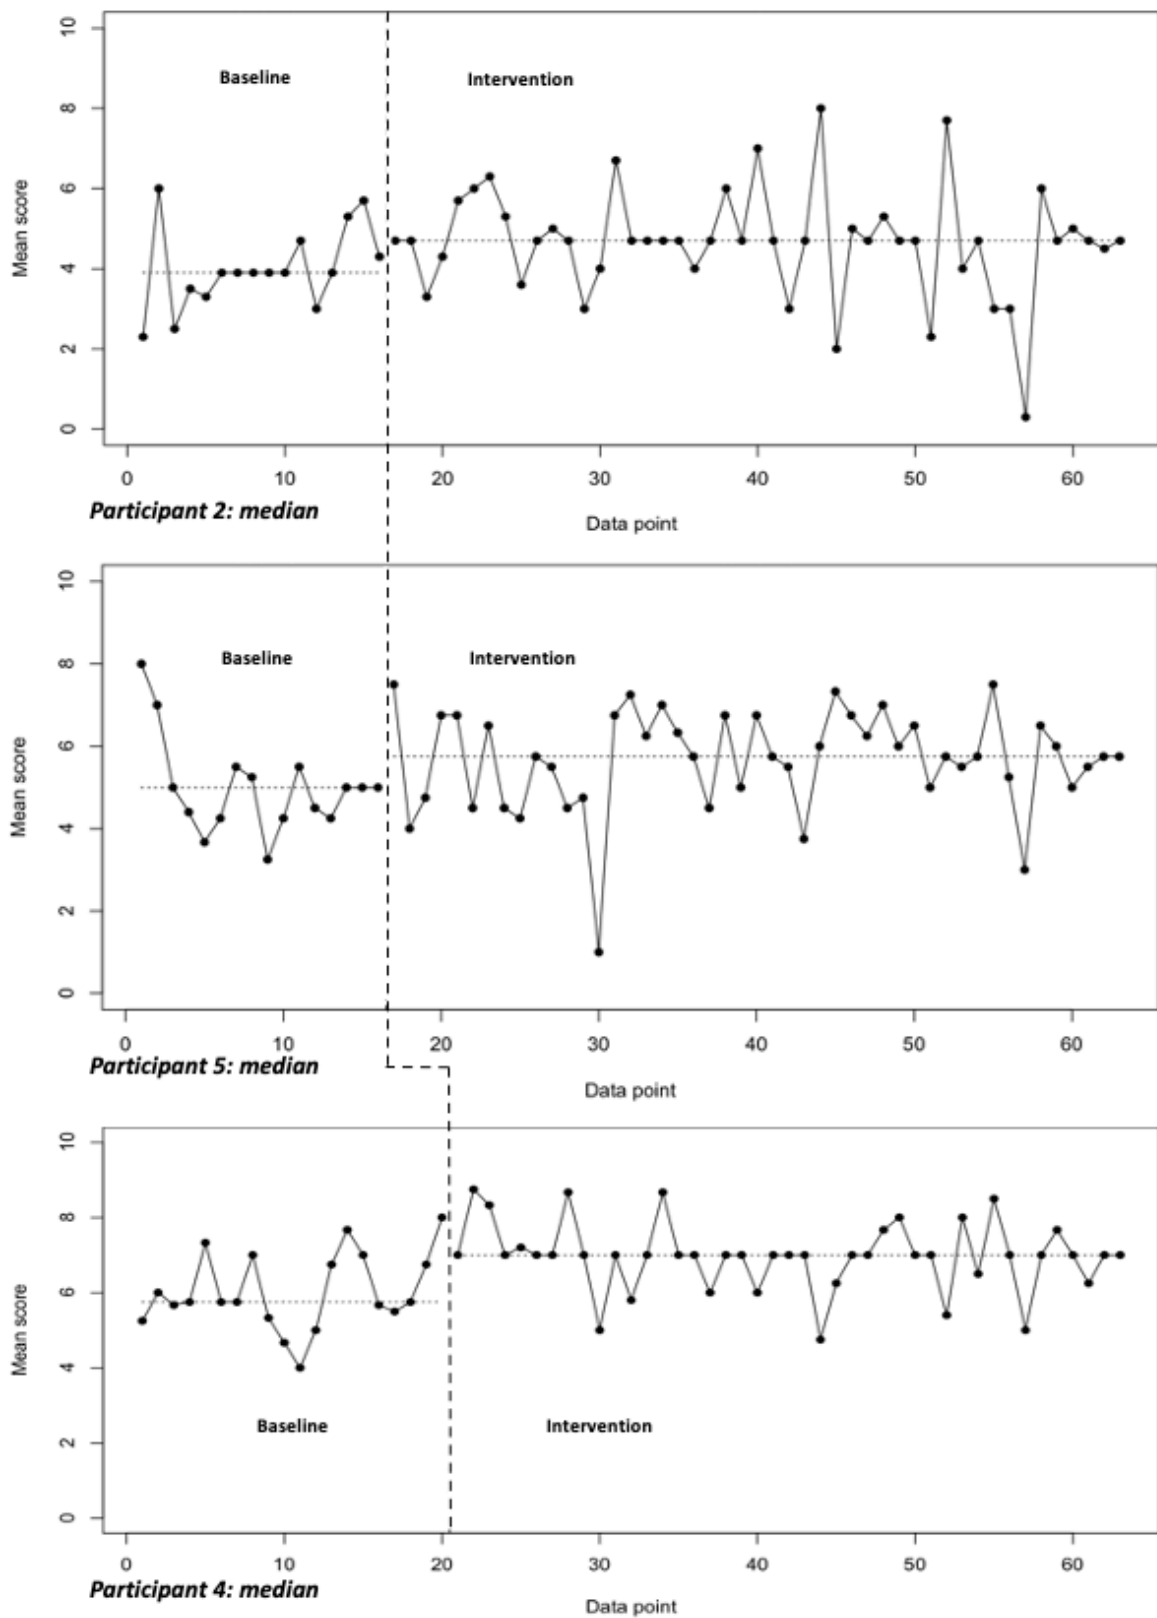 10
8
6
4
2
0
Mean score
Baseline
Intervention
0 10 20 30 40 50 60
Participant 2: median
Data point
10
8
6
4
2
0
Mean score
Baseline
Intervention
0 10 20 30 40 50 60
Participant 5: median
Data point
10
8
6
4
2
0
Mean score
Baseline
Intervention
0 10 20 30 40 50 60
Participant 4: median
Data point